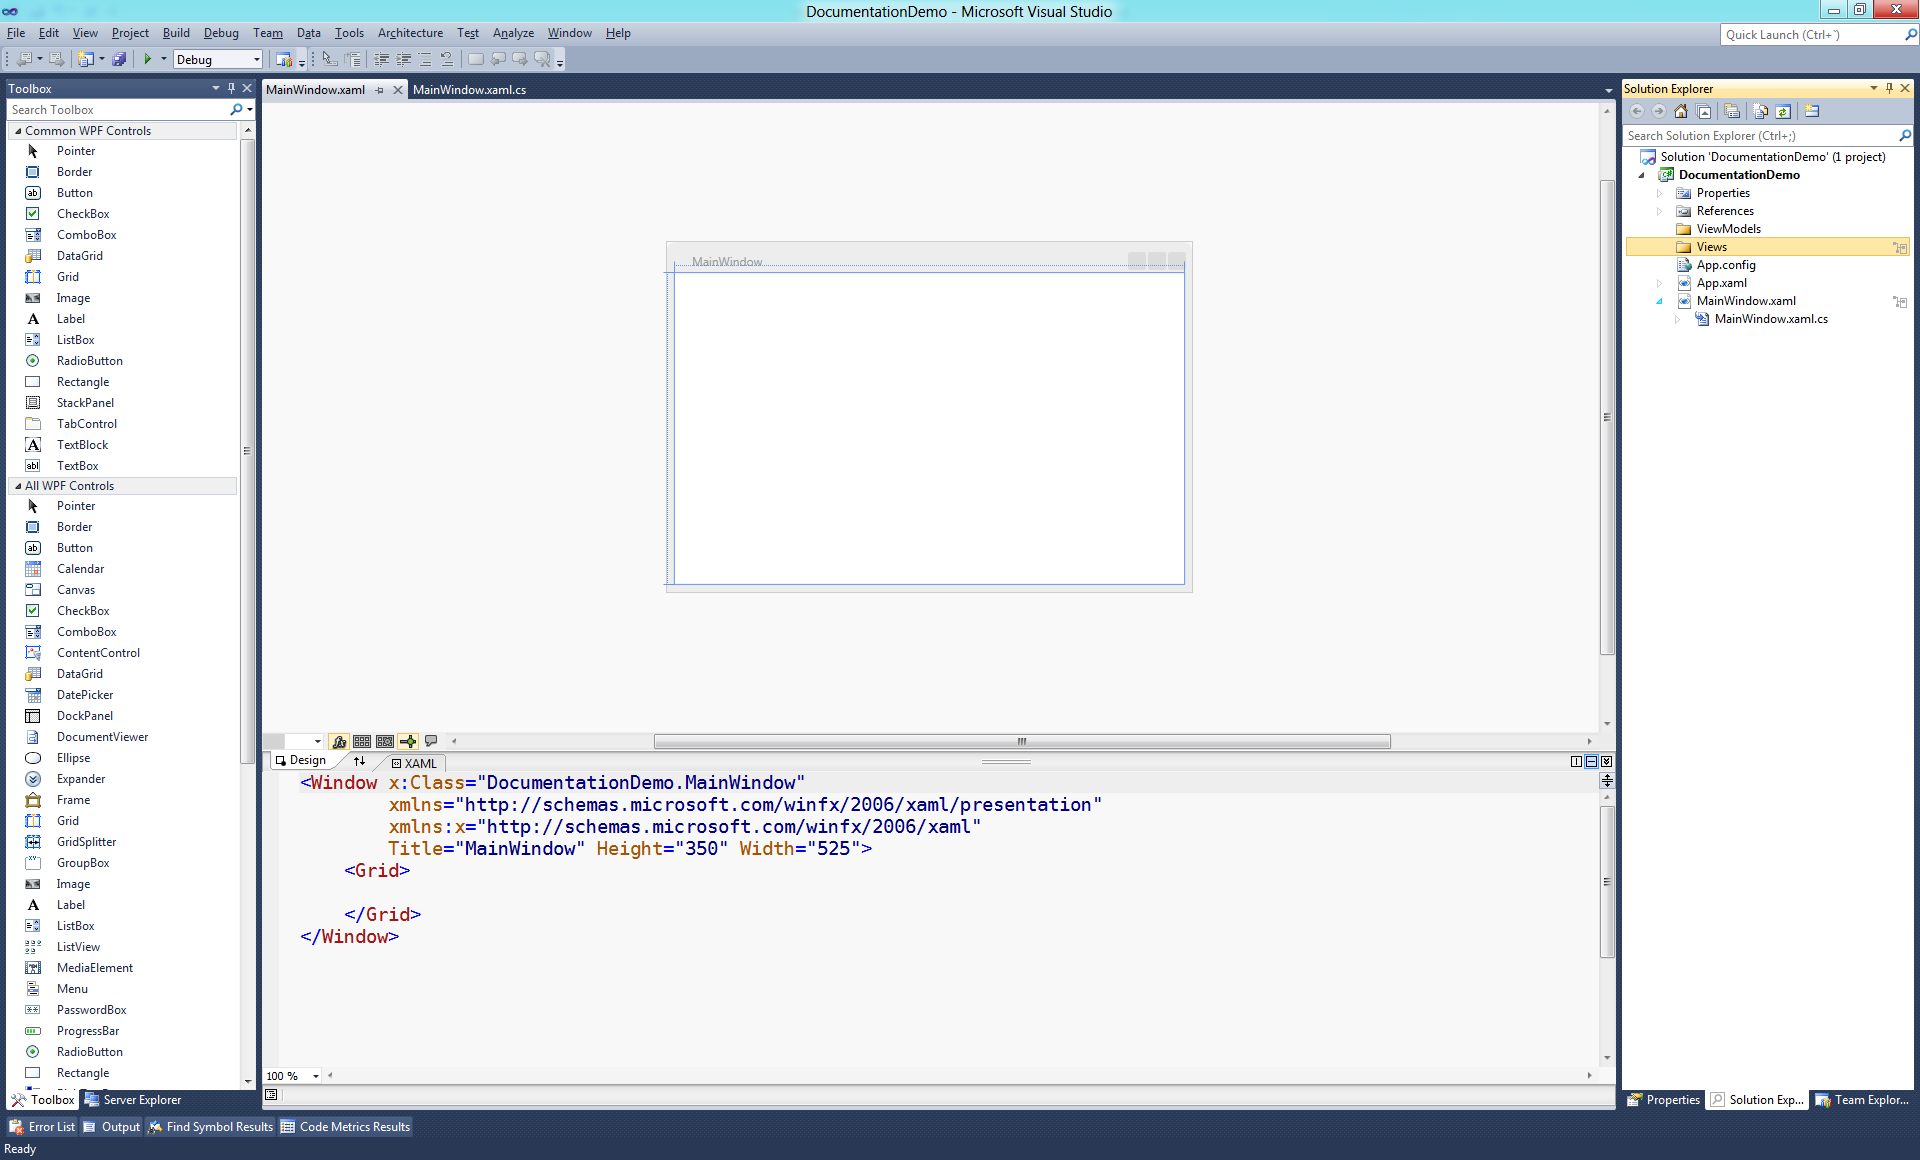 DocumentationDemo - Microsoft Visual Studio
File Edit View Project Build Debug Team Data Tools Architecture Test Analyze Window Help
Quick Launch (Ctrl+`)
Debug
Toolbox
Search Toolbox
Common WPF Controls
Pointer
Border
Button
CheckBox
ComboBox
DataGrid
Grid
Image
Label
ListBox
RadioButton
Rectangle
StackPanel
TabControl
TextBlock
TextBox
All WPF Controls
Pointer
Border
Button
Calendar
Canvas
CheckBox
ComboBox
ContentControl
DataGrid
DatePicker
DockPanel
DocumentViewer
Ellipse
Expander
Frame
Grid
GridSplitter
GroupBox
Image
Label
ListBox
ListView
MediaElement
Menu
PasswordBox
ProgressBar
RadioButton
Rectangle
Toolbox Server Explorer
MainWindow.xaml MainWindow.xaml.cs
MainWindow
Design XAML
<Window x:Class="DocumentationDemo.MainWindow"
xmlns="http://schemas.microsoft.com/winfx/2006/xaml/presentation"
xmlns:x="http://schemas.microsoft.com/winfx/2006/xaml"
Title="MainWindow" Height="350" Width="525">
<Grid>
</Grid>
</Window>
100 %
Solution Explorer
Search Solution Explorer (Ctrl+;)
Solution 'DocumentationDemo' (1 project)
DocumentationDemo
Properties
References
ViewModels
Views
App.config
App.xaml
MainWindow.xaml
MainWindow.xaml.cs
Properties Solution Exp... Team Explor...
Error List Output Find Symbol Results Code Metrics Results
Ready